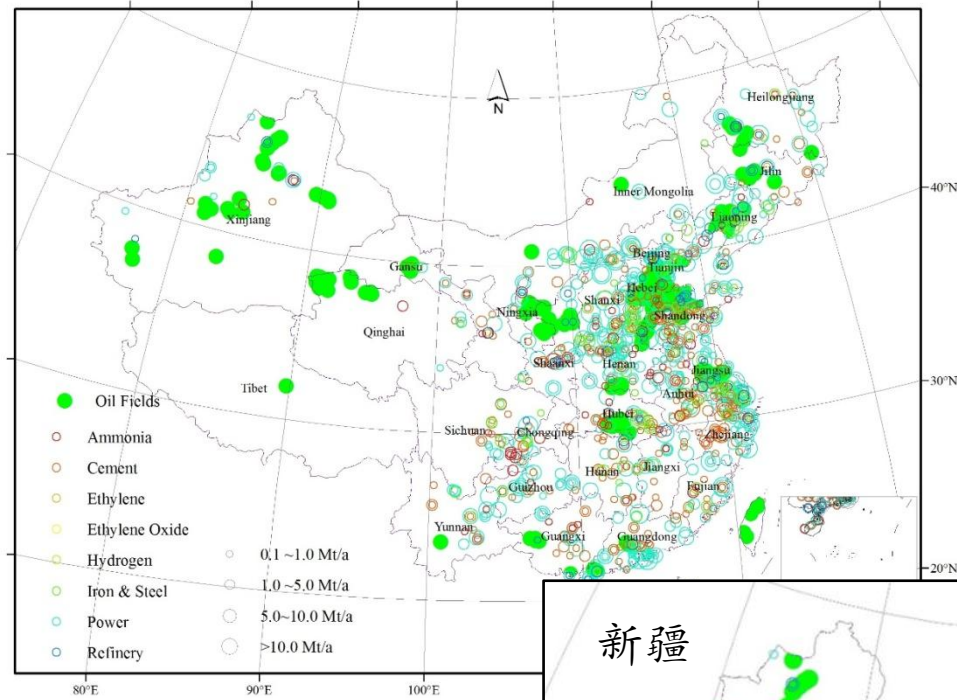 Heilongjiang
N
Jilin
Inner Mongolia
40°N
Liaoning
Xinjiang
Beijing
Tianjin
Gansu
Hebei
Shanxi
Ningxia
Shandong
Qinghai
Shaanxi
Henan
Jiangsu
30°N
Tibet
Anhui
Oil Fields
Hubei
Sichuan
Chongqing
Zhejiang
Ammonia
Cement
Hunan
Jiangxi
Guizhou
Fujian
Ethylene
Ethylene Oxide
Yunnan
Guangxi
Guangdong
0.1 ~1.0 Mt/a
Hydrogen
20°N
1.0 ~5.0 Mt/a
Iron & Steel
5.0~10.0 Mt/a
Power
>10.0 Mt/a
Refinery
新疆
80°E
90°E
100°E